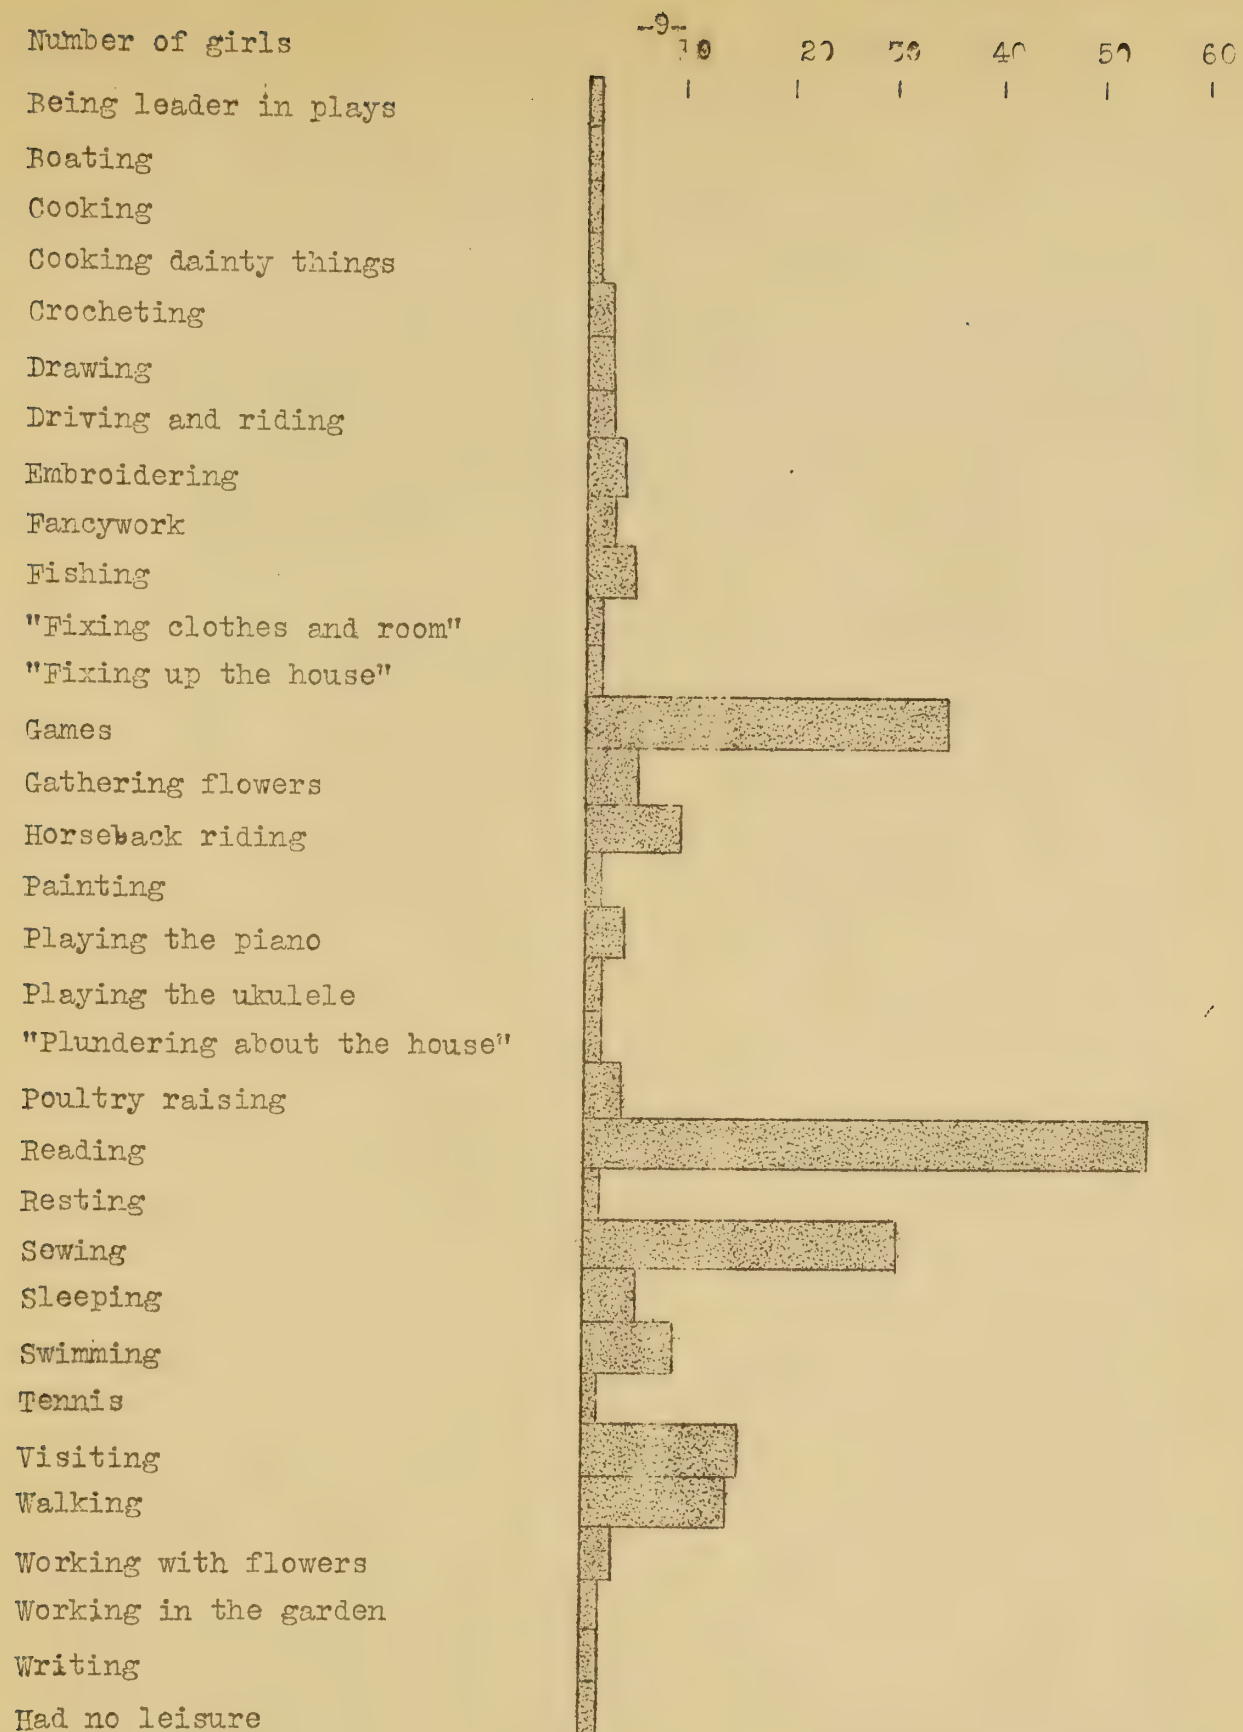 -9-
Number of girls 10 20 30 40 50 60
Being leader in plays
Boating
Cooking
Cooking dainty things
Crocheting
Drawing
Driving and riding
Embroidering
Fancywork
Fishing
"Fixing clothes and room"
"Fixing up the house"
Games
Gathering flowers
Horseback riding
Painting
Playing the piano
Playing the ukulele
"Plundering about the house"
Poultry raising
Reading
Resting
Sewing
Sleeping
Swimming
Tennis
Visiting
Walking
Working with flowers
Working in the garden
Writing
Had no leisure